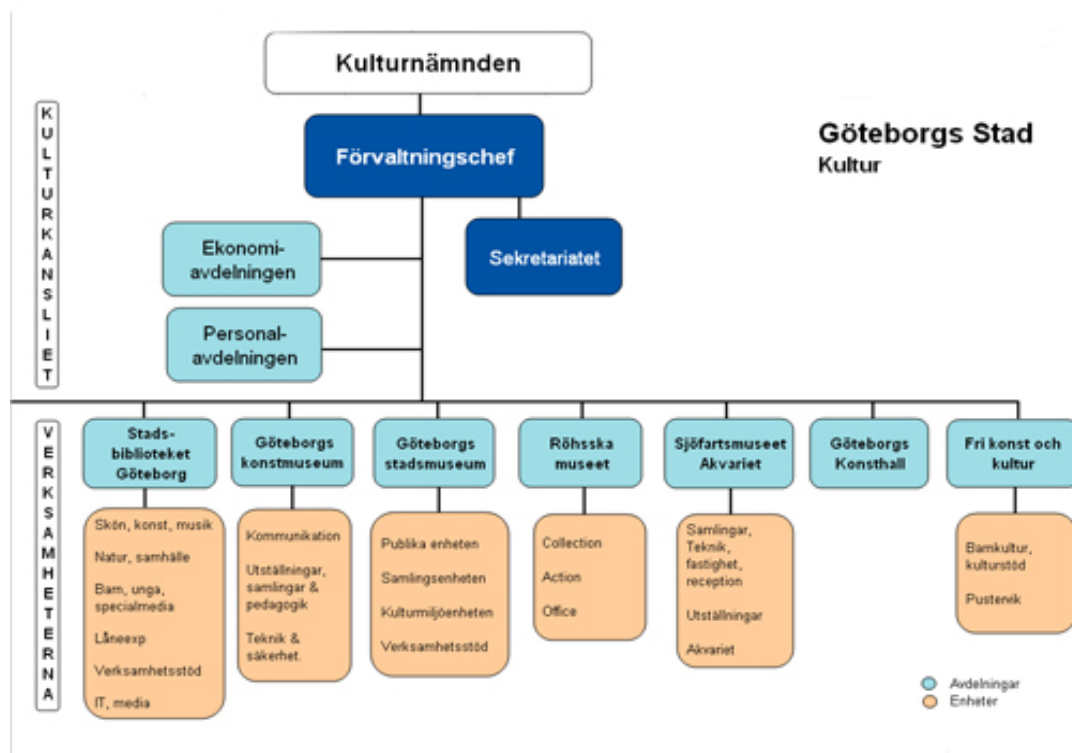 Kulturnämnden
KULTURKANSLIET
Förvaltningschef
Göteborgs Stad
Kultur
Ekonomi-
avdelningen
Sekretariatet
Personal-
avdelningen
VERKSAMHETERNA
Stads-
biblioteket
Göteborg
Göteborgs
konstmuseum
Göteborgs
stadsmuseum
Röhsska
museet
Sjöfartsmuseet
Akvariet
Göteborgs
Konsthall
Fri konst och
kultur
Skön, konst, musik
Natur, samhälle
Barn, unga,
specialmedia
Låneexp
Verksamhetsstöd
IT, media
Kommunikation
Utställningar,
samlingar &
pedagogik
Teknik &
säkerhet.
Publika enheten
Samlingsenheten
Kulturmiljöenheten
Verksamhetsstöd
Collection
Action
Office
Samlingar,
Teknik,
fastighet,
reception
Utställningar
Akvariet
Barnkultur,
kulturstöd
Pustervik
Avdelningar
Enheter